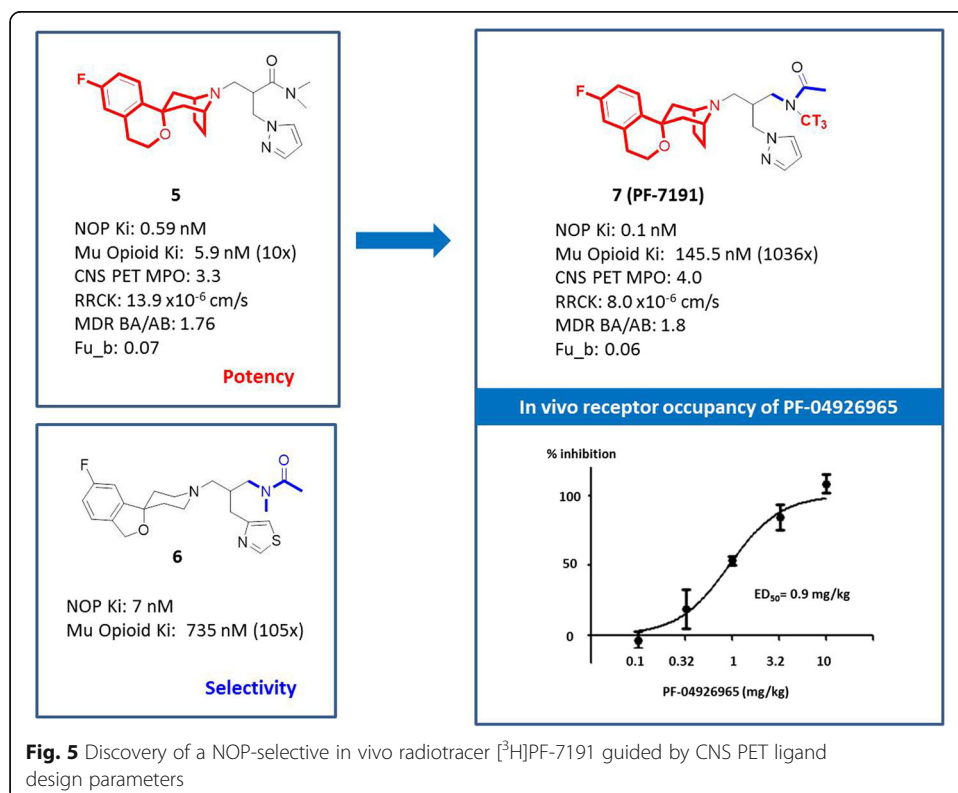 F
N
O
O
N
N
N
5
NOP Ki: 0.59 nM
Mu Opioid Ki: 5.9 nM (10x)
CNS PET MPO: 3.3
RRCK: 13.9 x10⁻⁶ cm/s
MDR BA/AB: 1.76
Fu_b: 0.07
Potency
F
N
O
O
N
N
S
6
NOP Ki: 7 nM
Mu Opioid Ki: 735 nM (105x)
Selectivity
F
N
O
O
N
CT₃
N
N
7 (PF-7191)
NOP Ki: 0.1 nM
Mu Opioid Ki: 145.5 nM (1036x)
CNS PET MPO: 4.0
RRCK: 8.0 x10⁻⁶ cm/s
MDR BA/AB: 1.8
Fu_b: 0.06
In vivo receptor occupancy of PF-04926965
% inhibition
100
50
0
ED₅₀= 0.9 mg/kg
0.1 0.32 1 3.2 10
PF-04926965 (mg/kg)
Fig. 5 Discovery of a NOP-selective in vivo radiotracer [³H]PF-7191 guided by CNS PET ligand
design parameters